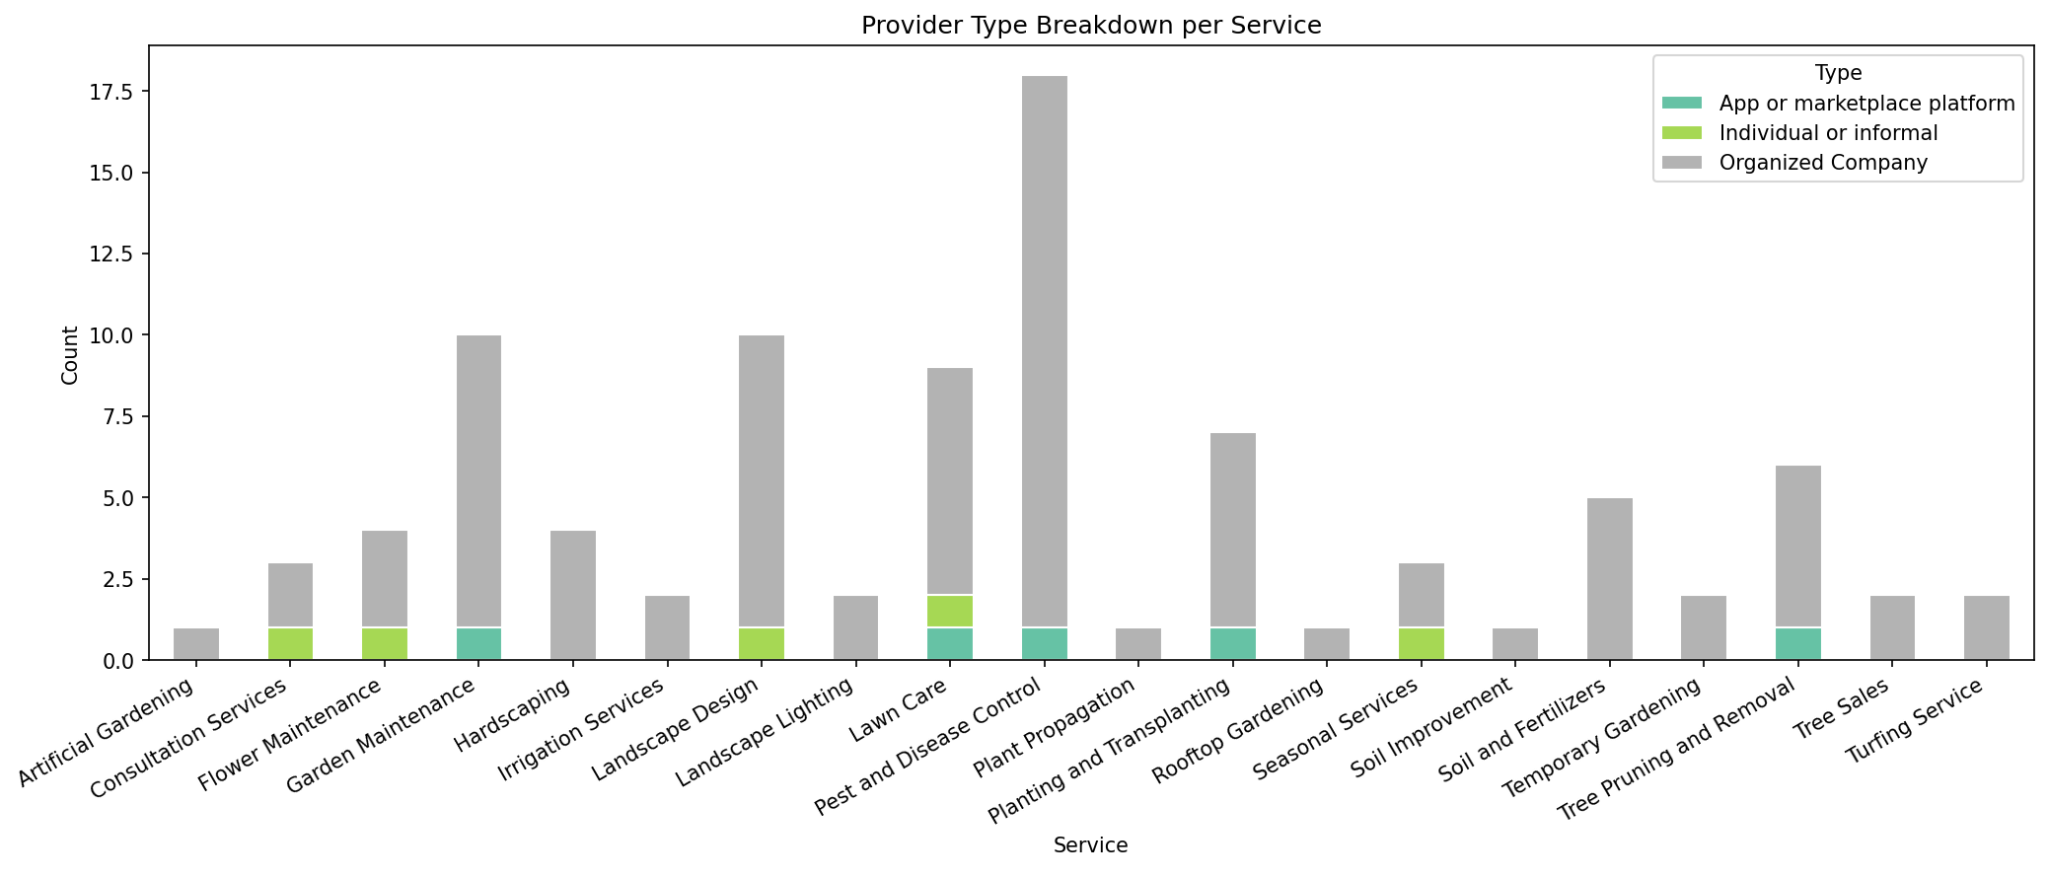 Provider Type Breakdown per Service
Type
App or marketplace platform
Individual or informal
Organized Company
17.5
15.0
12.5
10.0
7.5
5.0
2.5
0.0
Count
Artificial Gardening
Consultation Services
Flower Maintenance
Garden Maintenance
Hardscaping
Irrigation Services
Landscape Design
Landscape Lighting
Lawn Care
Pest and Disease Control
Plant Propagation
Planting and Transplanting
Rooftop Gardening
Seasonal Services
Soil Improvement
Soil and Fertilizers
Temporary Gardening
Tree Pruning and Removal
Tree Sales
Turfing Service
Service